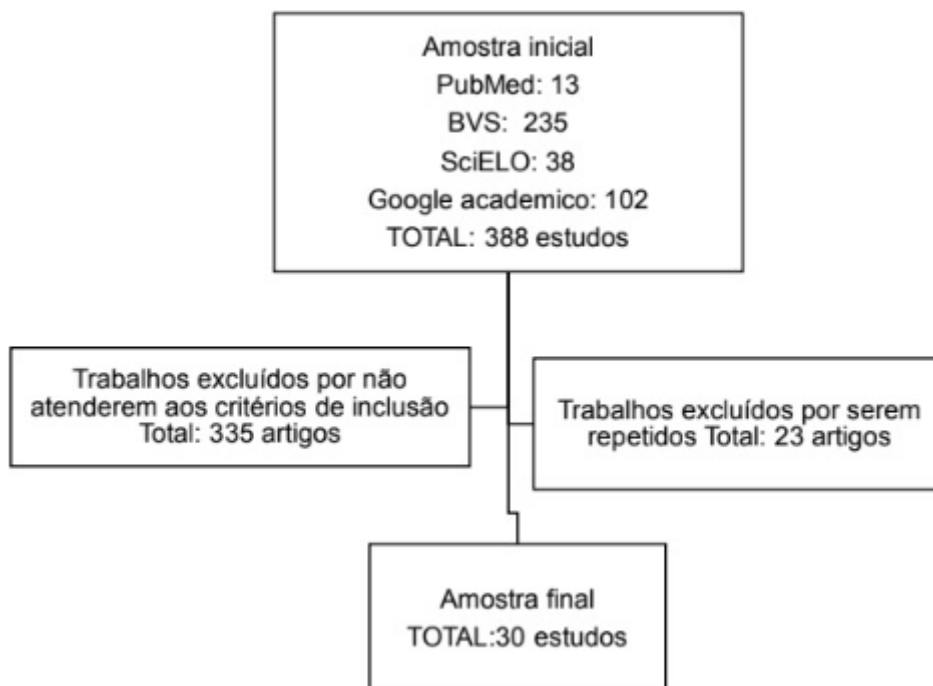 Amostra inicial
PubMed: 13
BVS: 235
SciELO: 38
Google academico: 102
TOTAL: 388 estudos
Trabalhos excluídos por não
atenderem aos critérios de inclusão
Total: 335 artigos
Trabalhos excluídos por serem
repetidos Total: 23 artigos
Amostra final
TOTAL:30 estudos